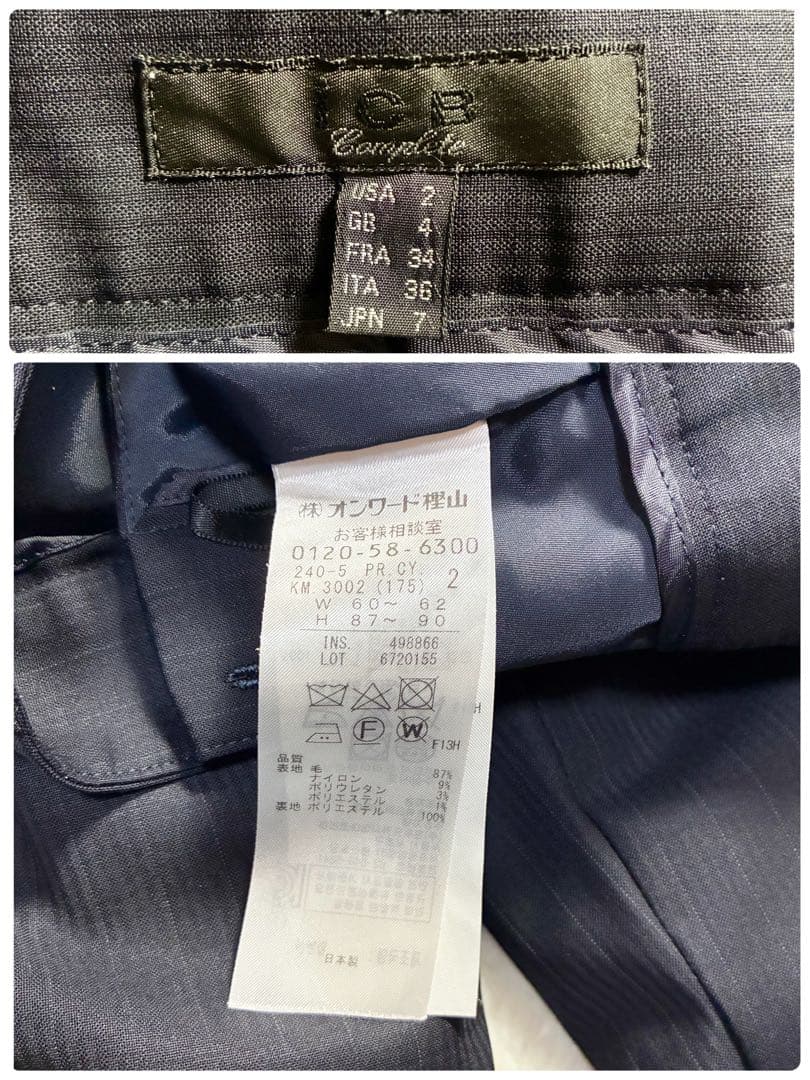 ICB
Complite
USA 2
GB 4
FRA 34
ITA 36
JPN 7
㈱オンワード樫山
お客様相談室
0120-58-6300
240-5 PR.CY.
KM.3002 (175) 2
W 60～ 62
H 87～ 90
INS. 498866
LOT 6720155
F W
F13H
品質
表地 毛 87%
ナイロン 9%
ポリウレタン 3%
ポリエステル 1%
裏地 ポリエステル 100%
日本製